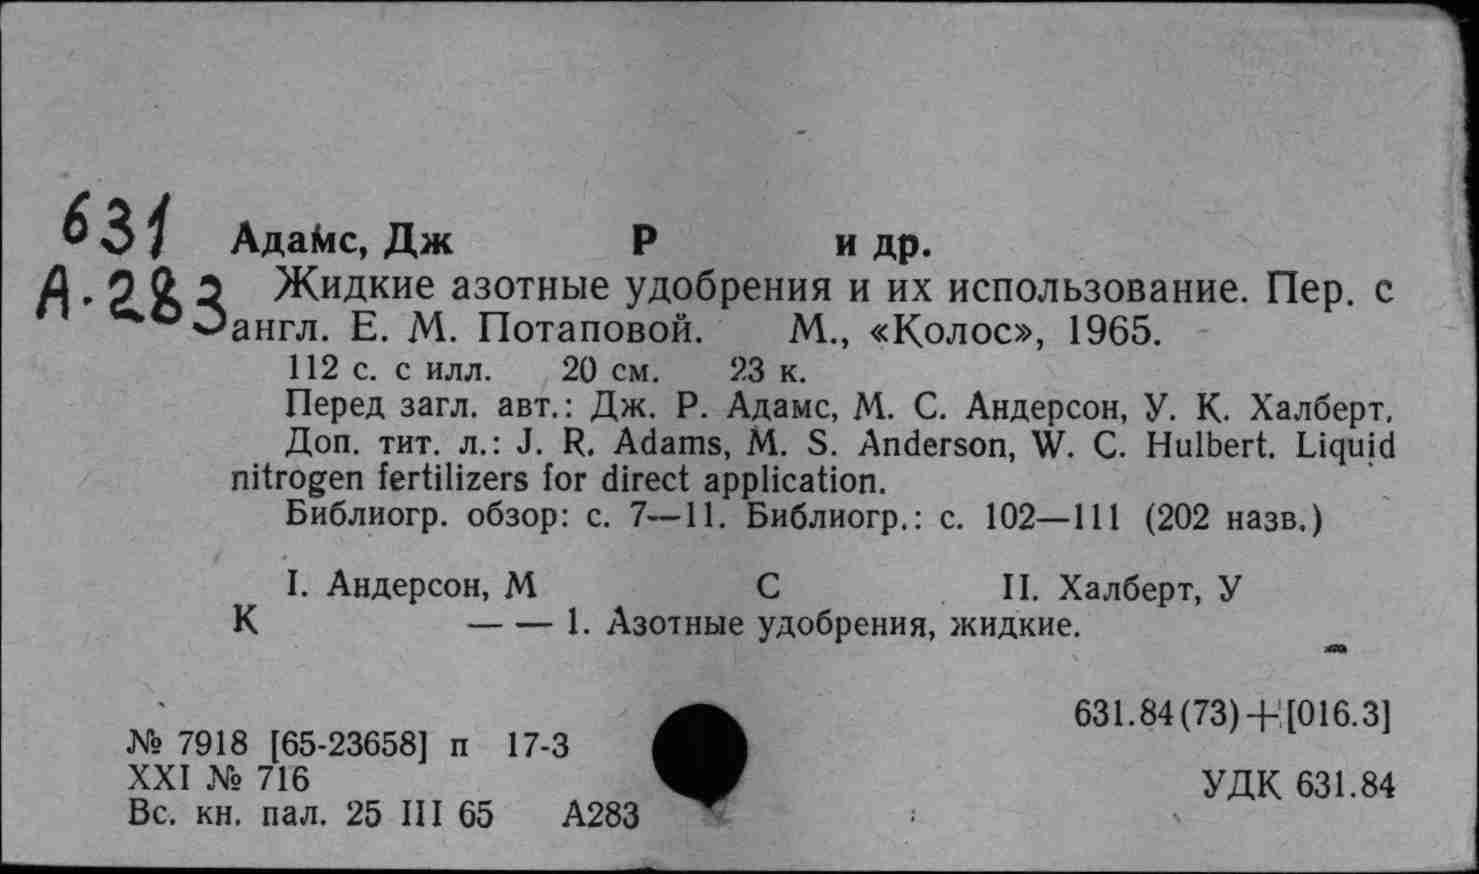 631 Адамс, Дж Р и др.
А.283 Жидкие азотные удобрения и их использование. Пер. с
англ. Е. М. Потаповой. М., «Колос», 1965.
112 с. с илл. 20 см. 23 к.
Перед загл. авт.: Дж. Р. Адамс, М. С. Андерсон, У. К. Халберт.
Доп. тит. л.: J. R. Adams, M. S. Anderson, W. C. Hulbert. Liquid
nitrogen fertilizers for direct application.
Библиогр. обзор: с. 7—11. Библиогр.: с. 102—111 (202 назв.)
I. Андерсон, М С II. Халберт, У
К — — 1. Азотные удобрения, жидкие.
631.84(73)+[016.3]
№ 7918 [65-23658] п 17-3
XXI № 716
УДК 631.84
Вс. кн. пал. 25 III 65 А283